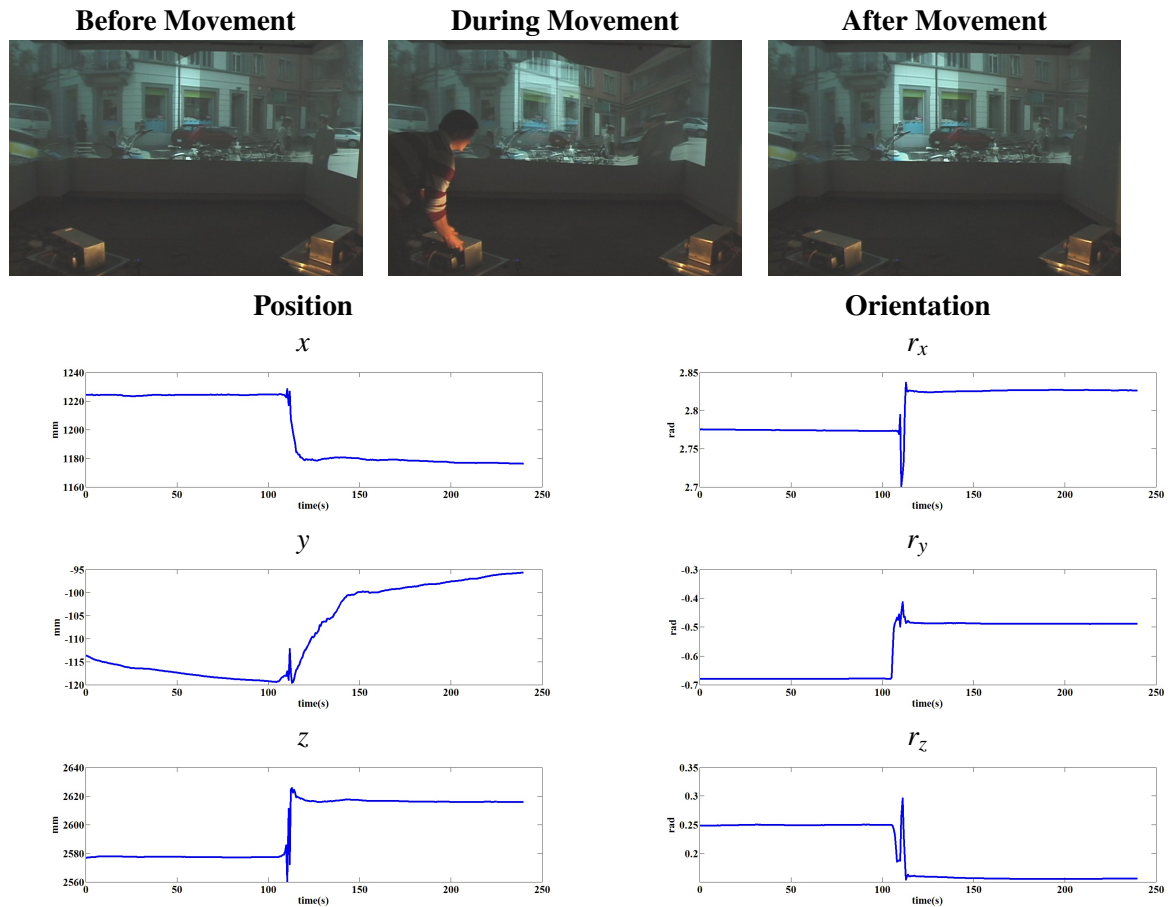 Before Movement
During Movement
After Movement
Position
Orientation
x
1240
1220
1200
1180
1160
mm
0 50 100 150 200 250
time(s)
r_x
2.85
2.8
2.75
2.7
rad
0 50 100 150 200 250
time(s)
y
-95
-100
-105
-110
-115
-120
mm
0 50 100 150 200 250
time(s)
r_y
-0.3
-0.4
-0.5
-0.6
-0.7
rad
0 50 100 150 200 250
time(s)
z
2640
2620
2600
2580
2560
mm
0 50 100 150 200 250
time(s)
r_z
0.35
0.3
0.25
0.2
rad
0 50 100 150 200 250
time(s)